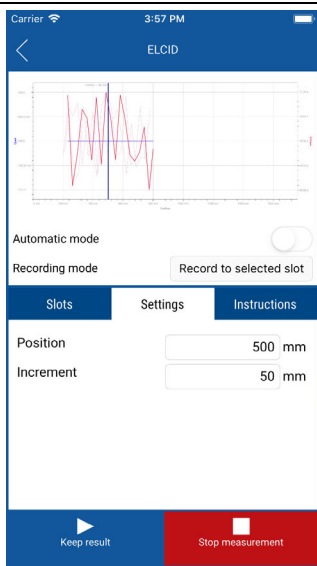 Carrier 3:57 PM
ELCID
Automatic mode
Recording mode Record to selected slot
Slots Settings Instructions
Position 500 mm
Increment 50 mm
Keep result Stop measurement